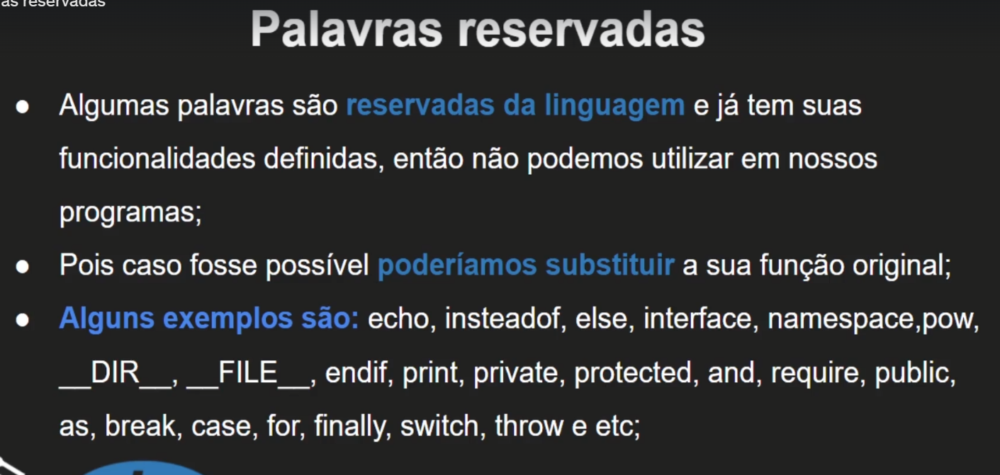 as reservadas
Palavras reservadas
● Algumas palavras são reservadas da linguagem e já tem suas
funcionalidades definidas, então não podemos utilizar em nossos
programas;
● Pois caso fosse possível poderíamos substituir a sua função original;
● Alguns exemplos são: echo, insteadof, else, interface, namespace,pow,
__DIR__, __FILE__, endif, print, private, protected, and, require, public,
as, break, case, for, finally, switch, throw e etc;